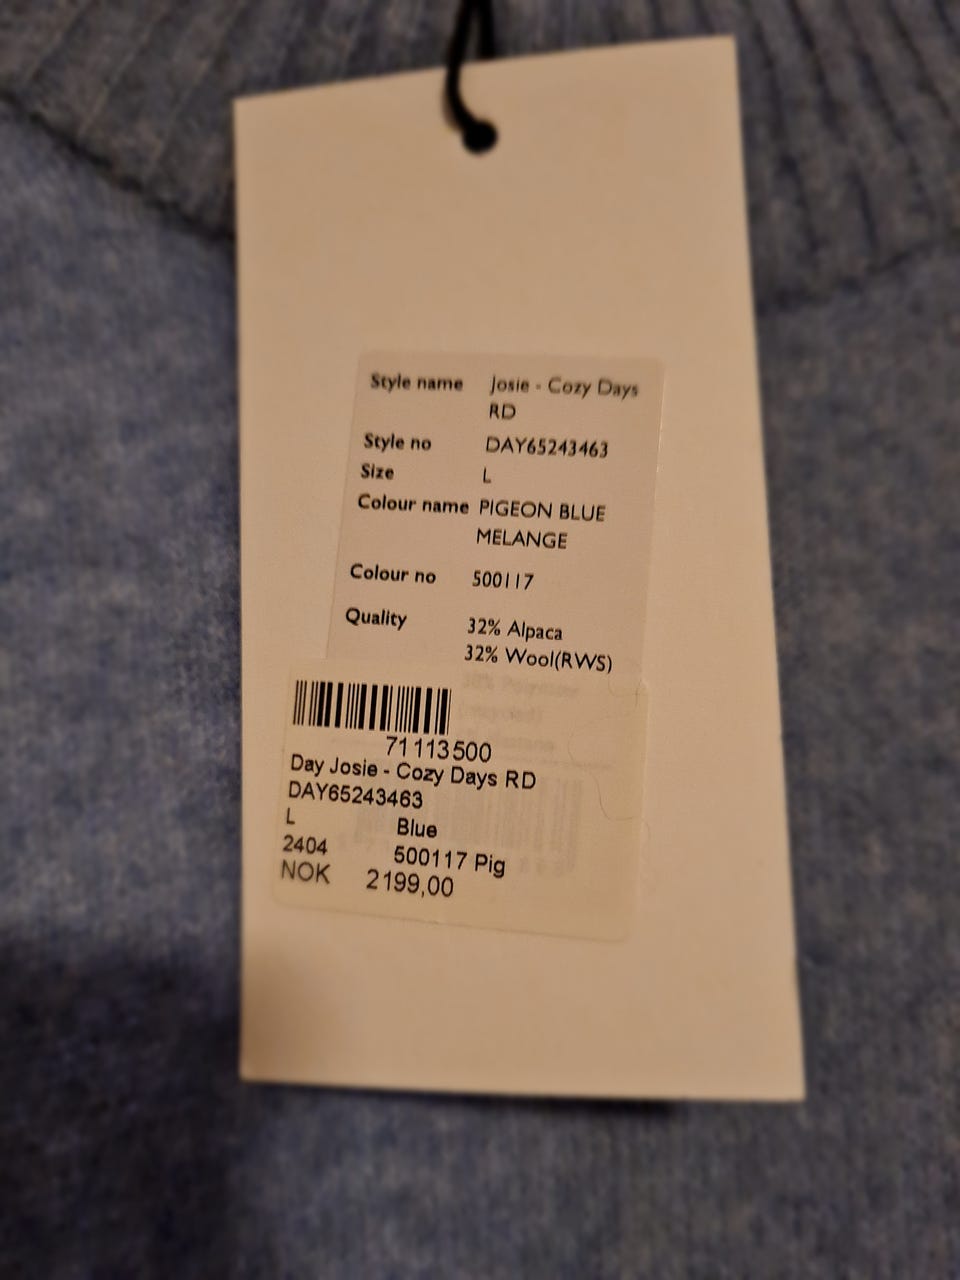 Style name Josie - Cozy Days
RD
Style no DAY65243463
Size L
Colour name PIGEON BLUE
MELANGE
Colour no 500117
Quality 32% Alpaca
32% Wool(RWS)
71113500
Day Josie - Cozy Days RD
DAY65243463
L Blue
2404 500117 Pig
NOK 2199,00